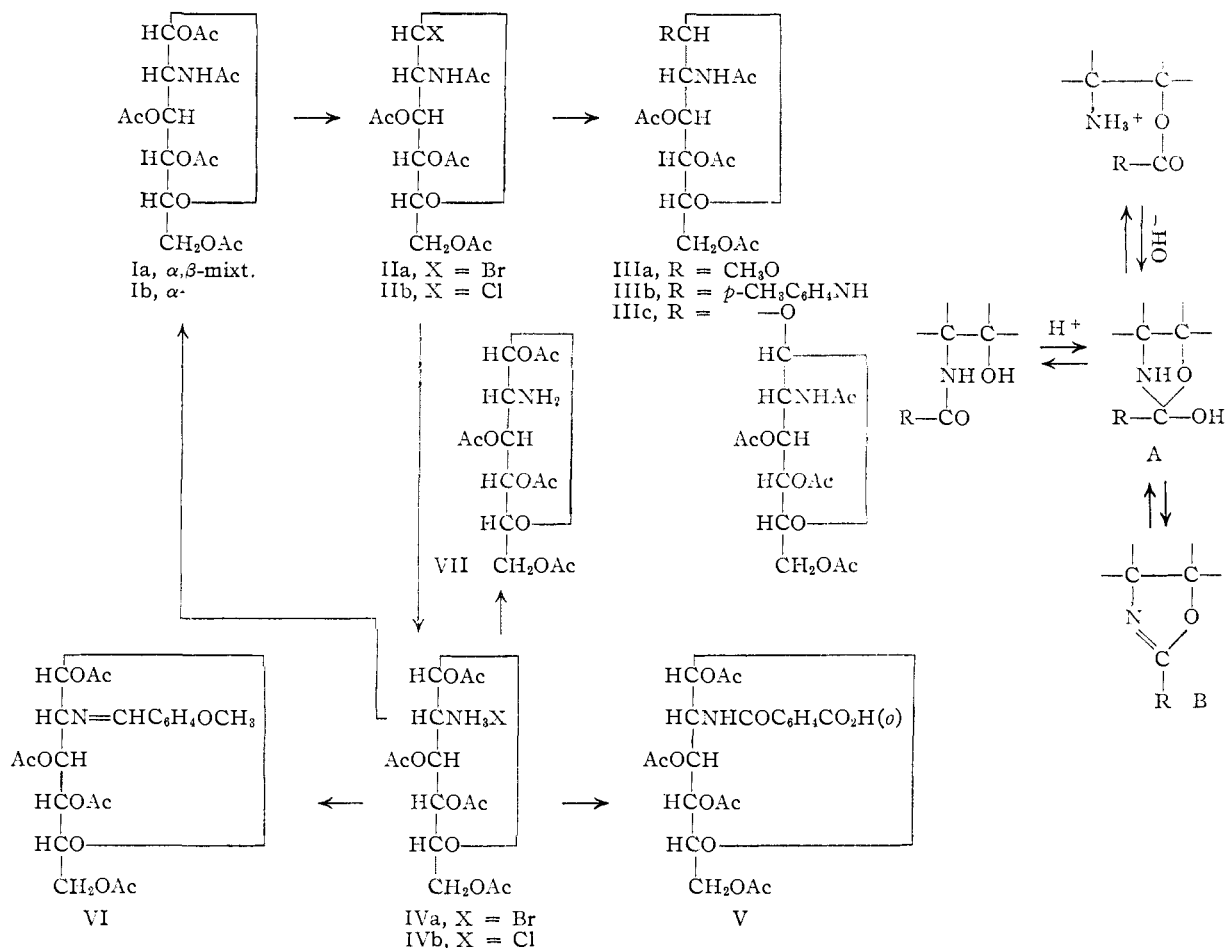 HCOAc
HCNHAc
AcOCH
HCOAc
HCO
CH₂OAc
Ia, α,β-mixt.
Ib, α-
HCX
HCNHAc
AcOCH
HCOAc
HCO
CH₂OAc
IIa, X = Br
IIb, X = Cl
RCH
HCNHAc
AcOCH
HCOAc
HCO
CH₂OAc
IIIa, R = CH₃O
IIIb, R = p-CH₃C₆H₄NH
IIIc, R = —O
HC
HCNHAc
AcOCH
HCOAc
HCO
CH₂OAc
HCOAc
HCNH₂
AcOCH
HCOAc
HCO
VII CH₂OAc
—C—C—
NH₃⁺ O
R—CO
OH⁻
—C—C—
NH OH
R—CO
H⁺
—C—C—
NH O
R—C—OH
A
—C—C—
N O
C
R B
HCOAc
HCN=CHC₆H₄OCH₃
AcOCH
HCOAc
HCO
CH₂OAc
VI
HCOAc
HCNH₃X
AcOCH
HCOAc
HCO
CH₂OAc
IVa, X = Br
IVb, X = Cl
HCOAc
HCNHCOC₆H₄CO₂H(o)
AcOCH
HCOAc
HCO
CH₂OAc
V